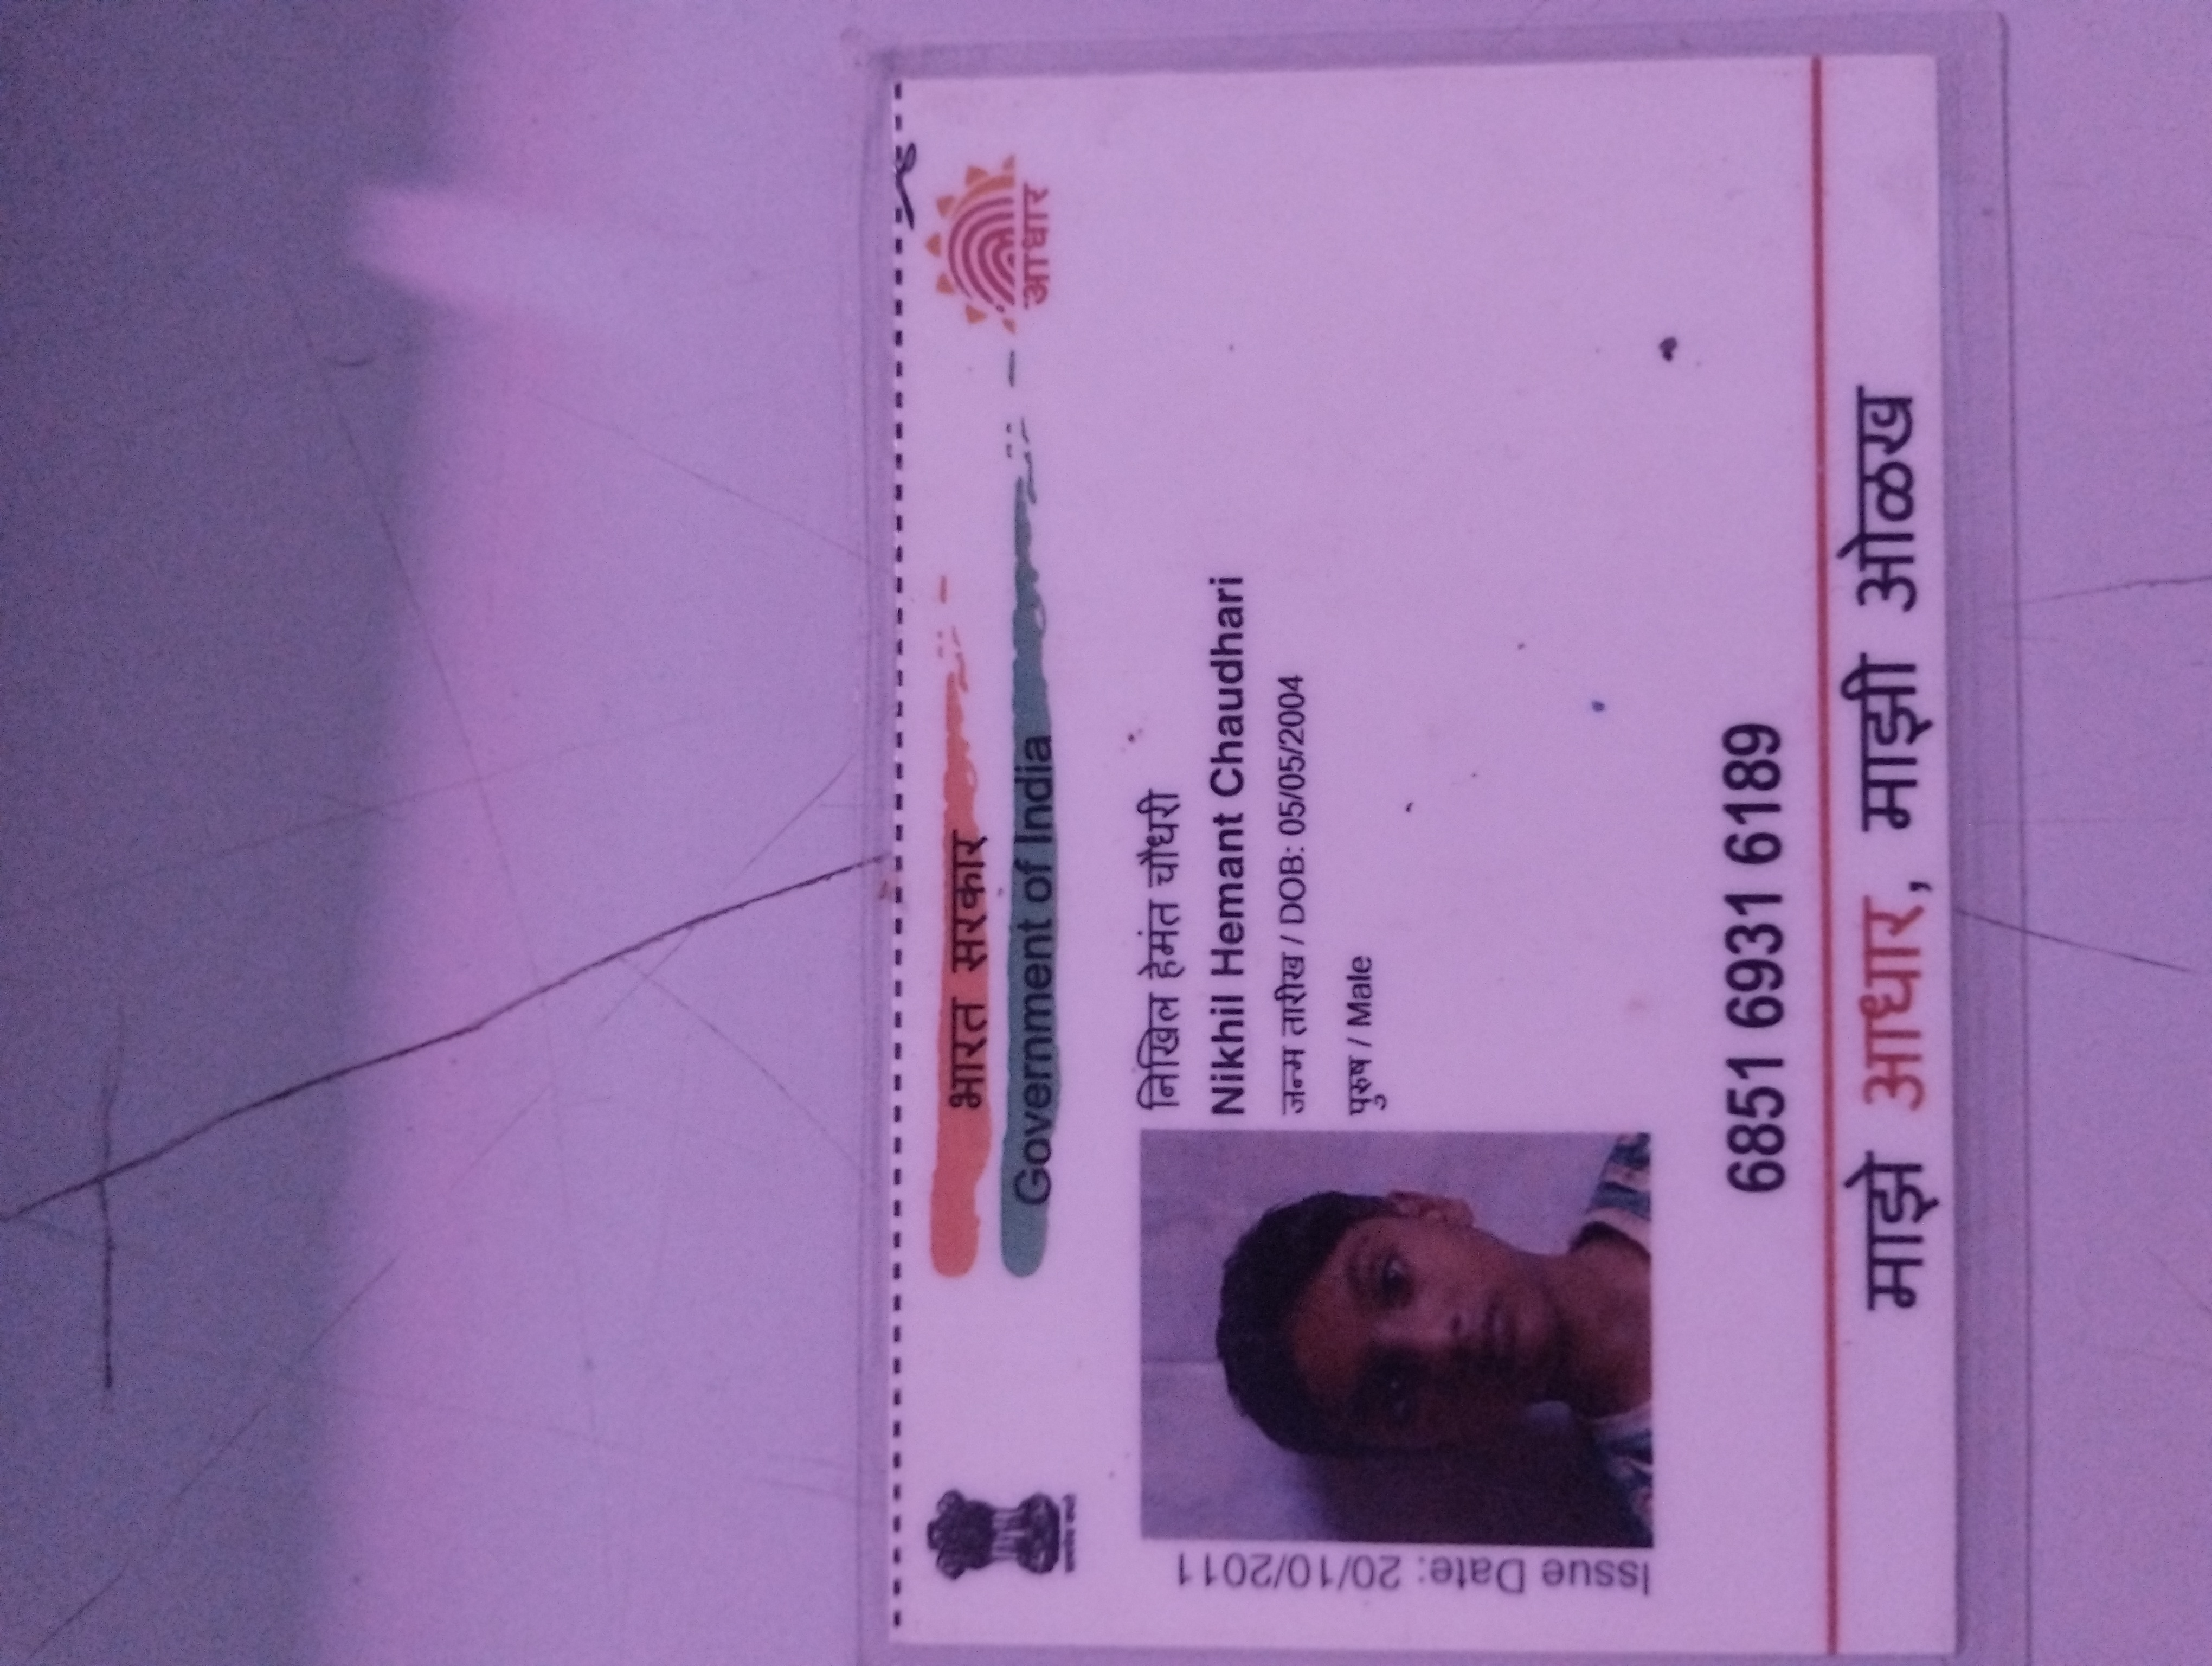 भारत सरकार
Government of India
आधार
निखिल हेमंत चौधरी
Nikhil Hemant Chaudhari
जन्म तारीख / DOB: 05/05/2004
पुरुष / Male
Issue Date: 20/10/2011
6851 6931 6189
माझे आधार, माझी ओळख